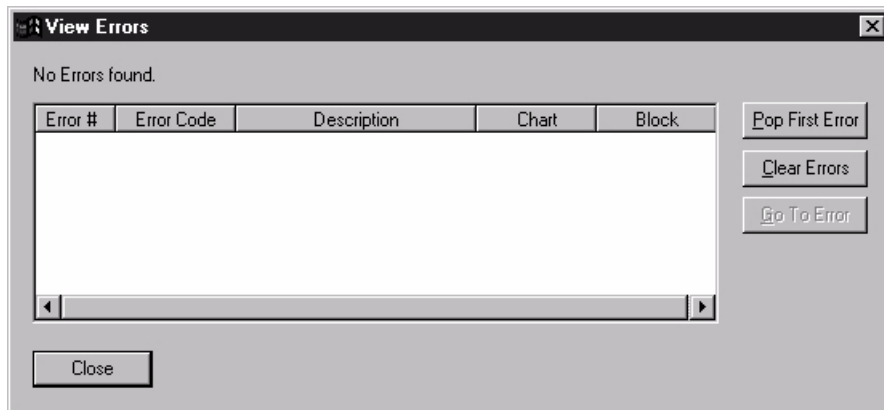 View Errors
No Errors found.
Error # Error Code Description Chart Block
Pop First Error
Clear Errors
Go To Error
Close